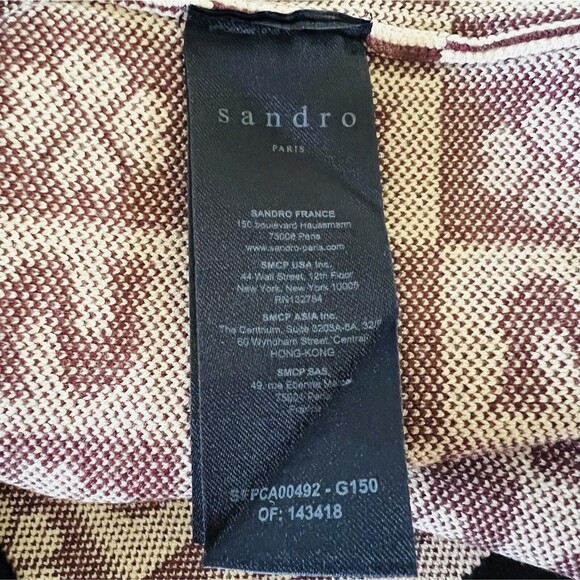 sandro
PARIS
SANDRO FRANCE
150 boulevard Haussmann
75008 Paris
www.sandro-paris.com
SMCP USA Inc.
44 Wall Street, 12th Floor
New York, New York 10005
RN132784
SMCP ASIA Inc.
The Centrium, Suite 3203A-5A, 32/F
60 Wyndham Street, Central
HONG-KONG
SMCP SAS,
49, rue Etienne
75001 Paris
France
SFPCA00492 - G150
OF: 143418